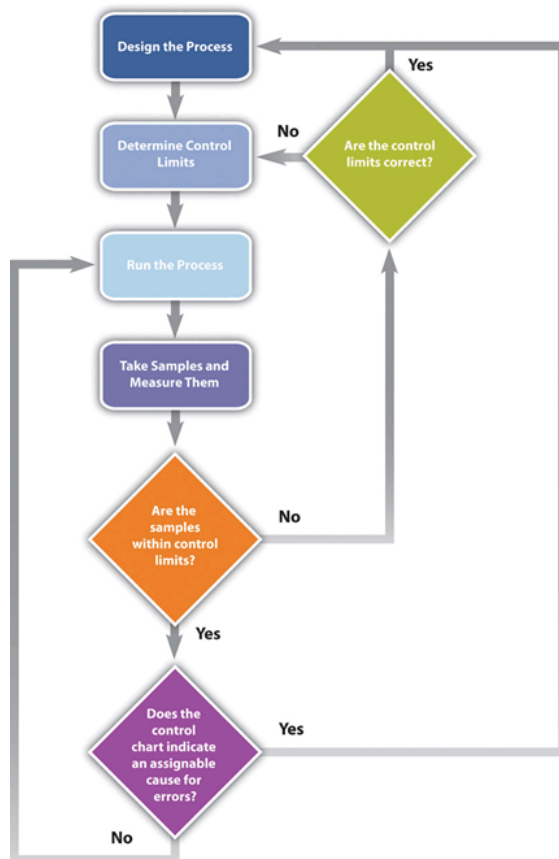 Design the Process
Yes
No
Determine Control
Limits
Are the control
limits correct?
Run the Process
Take Samples and
Measure Them
Are the
samples
within control
limits?
No
Yes
Does the
control
chart indicate
an assignable
cause for
errors?
Yes
No